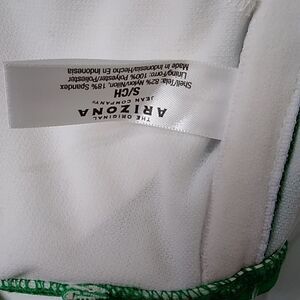 THE ORIGINAL
ARIZONA
JEAN COMPANY
S/CH
Shell/Tela: 82% Nylon/Nilon, 18% Spandex
Lining/Forro: 100% Polyester/Poliester
Made In Indonesia/Hecho En Indonesia